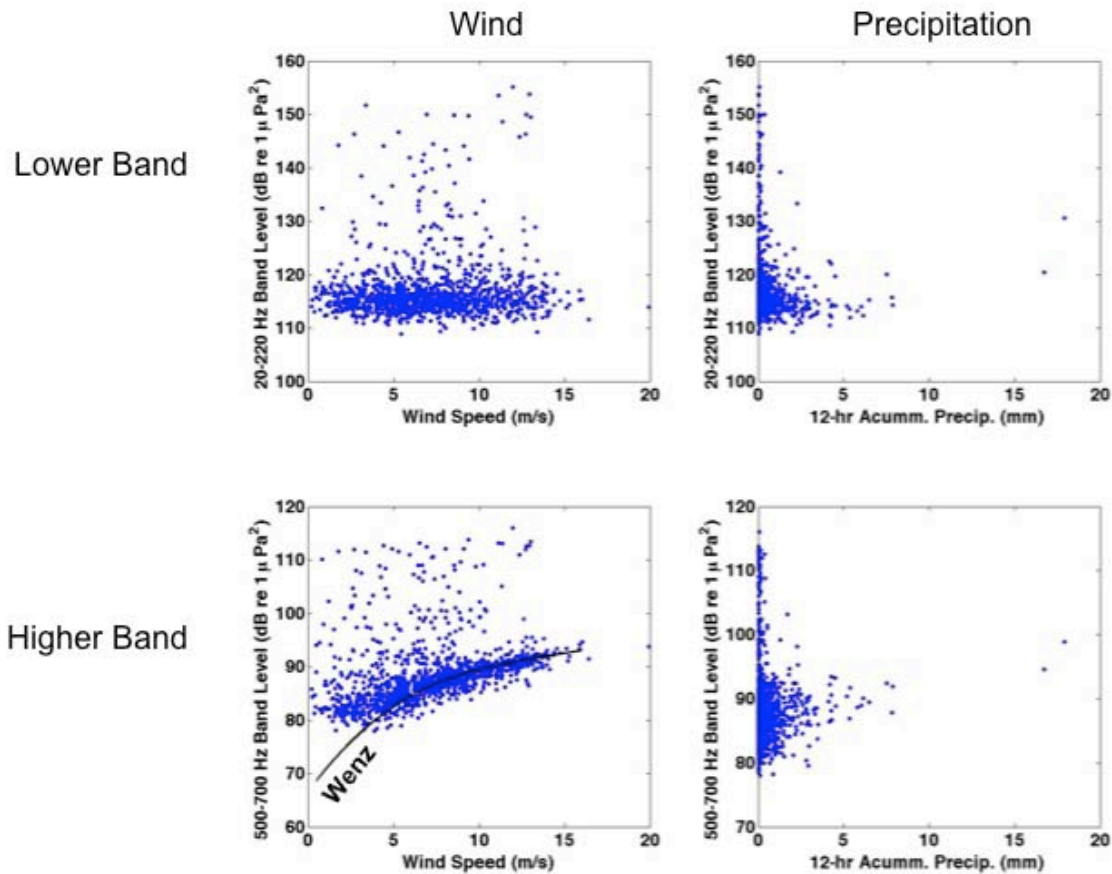 Wind
Precipitation
Lower Band
20-220 Hz Band Level (dB re 1 μ Pa²)
160
150
140
130
120
110
100
0 5 10 15 20
Wind Speed (m/s)
20-220 Hz Band Level (dB re 1 μ Pa²)
160
150
140
130
120
110
100
0 5 10 15 20
12-hr Acumm. Precip. (mm)
Higher Band
500-700 Hz Band Level (dB re 1 μ Pa²)
120
110
100
90
80
70
60
Wenz
0 5 10 15 20
Wind Speed (m/s)
500-700 Hz Band Level (dB re 1 μ Pa²)
120
110
100
90
80
70
0 5 10 15 20
12-hr Acumm. Precip. (mm)